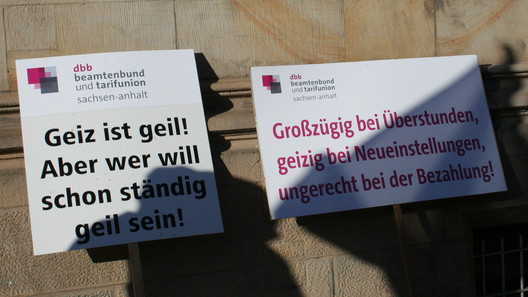 dbb
beamtenbund
und tarifunion
sachsen-anhalt
Geiz ist geil!
Aber wer will
schon ständig
geil sein!
dbb
beamtenbund
und tarifunion
sachsen-anhalt
Großzügig bei Überstunden,
geizig bei Neueinstellungen,
ungerecht bei der Bezahlung!